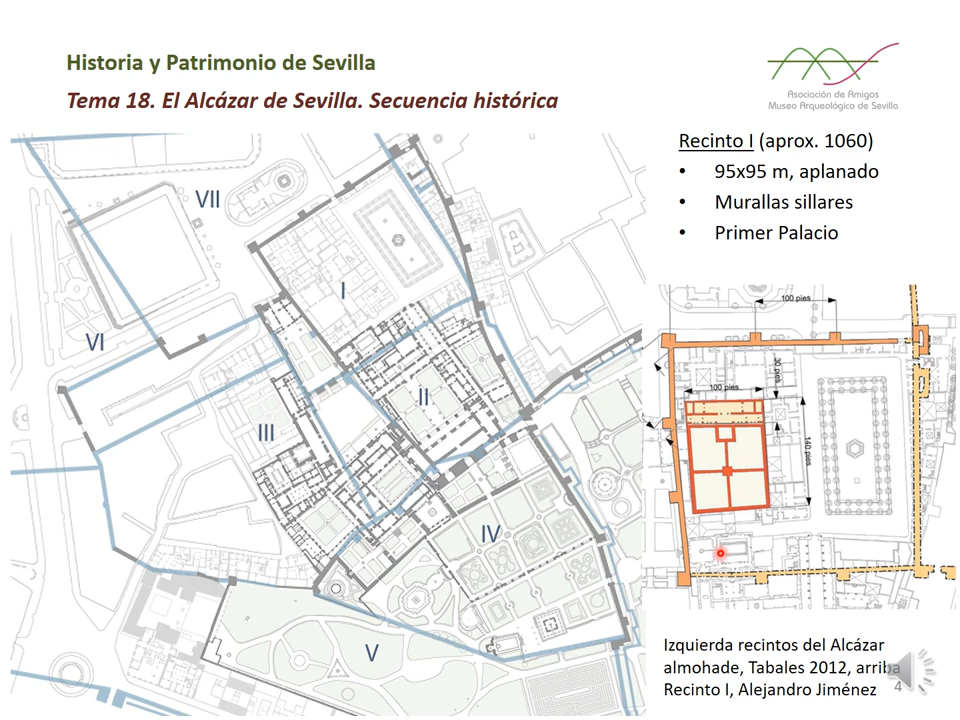 Historia y Patrimonio de Sevilla
Tema 18. El Alcázar de Sevilla. Secuencia histórica
Asociación de Amigos
Museo Arqueológico de Sevilla
Recinto I (aprox. 1060)
• 95x95 m, aplanado
• Murallas sillares
• Primer Palacio
VII
I
VI
II
III
IV
V
100 pies
30 pies
100 pies
140 pies
Izquierda recintos del Alcázar
almohade, Tabales 2012, arriba
Recinto I, Alejandro Jiménez
4